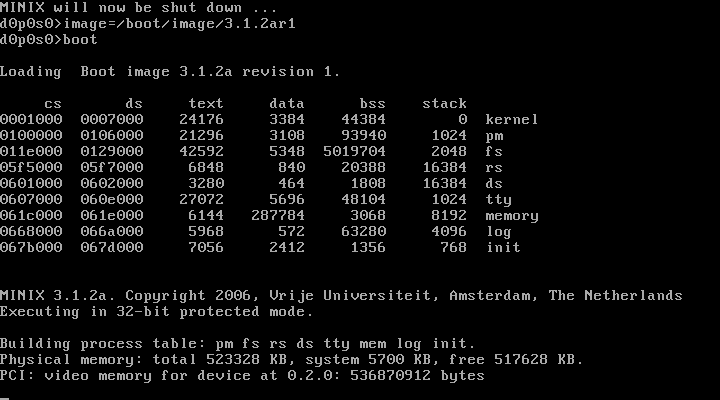 MINIX will now be shut down ...
d0p0s0>image=/boot/image/3.1.2ar1
d0p0s0>boot
Loading  Boot image 3.1.2a revision 1.
cs ds text data bss stack
0001000 0007000 24176 3384 44384 0 kernel
0100000 0106000 21296 3108 93940 1024 pm
011e000 0129000 42592 5348 5019704 2048 fs
05f5000 05f7000 6848 840 20388 16384 rs
0601000 0602000 3280 464 1808 16384 ds
0607000 060e000 27072 5696 48104 1024 tty
061c000 061e000 6144 287784 3068 8192 memory
0668000 066a000 5968 572 63280 4096 log
067b000 067d000 7056 2412 1356 768 init
MINIX 3.1.2a. Copyright 2006, Vrije Universiteit, Amsterdam, The Netherlands
Executing in 32-bit protected mode.
Building process table: pm fs rs ds tty mem log init.
Physical memory: total 523328 KB, system 5700 KB, free 517628 KB.
PCI: video memory for device at 0.2.0: 536870912 bytes